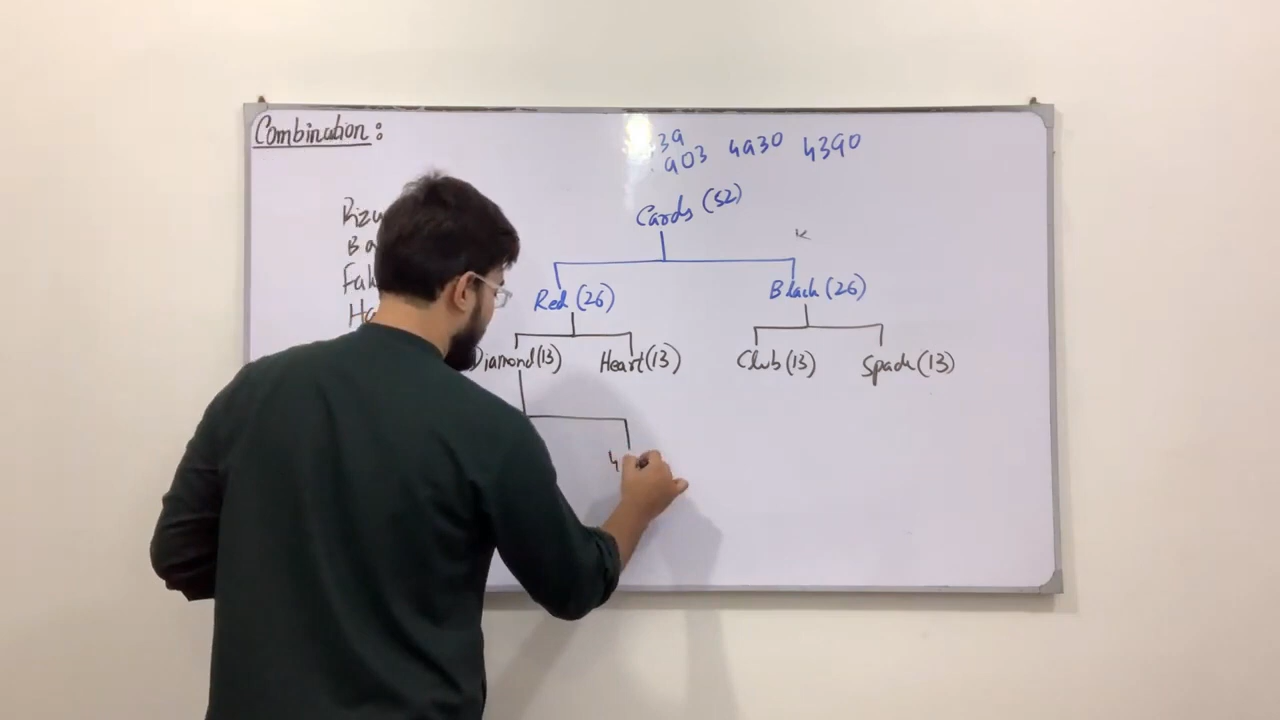 Combination:
39
903 4930 4390
Cards (52)
Red (26) Black (26)
Diamond (13) Heart (13) Club (13) Spade (13)
4